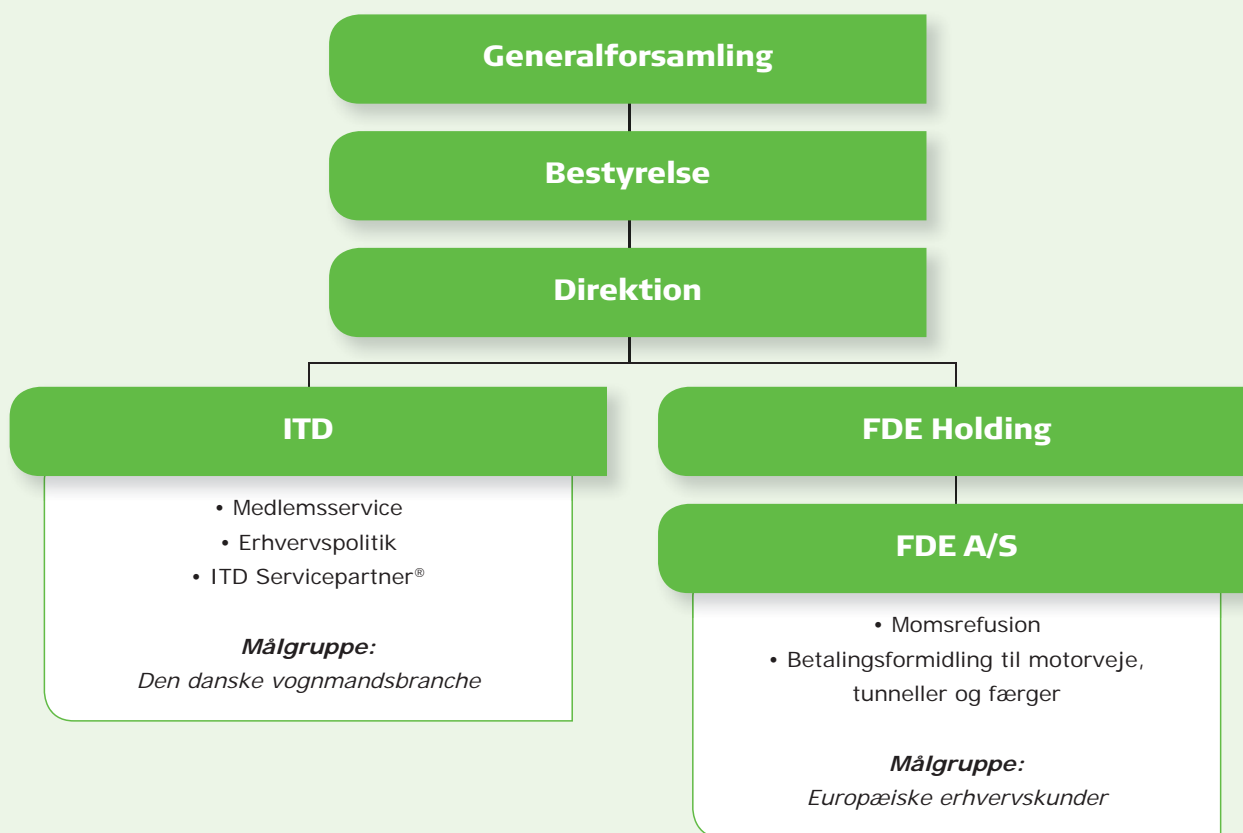 Generalforsamling
Bestyrelse
Direktion
ITD
• Medlemsservice
• Erhvervspolitik
• ITD Servicepartner®
Målgruppe:
Den danske vognmandsbranche
FDE Holding
FDE A/S
• Momsrefusion
• Betalingsformidling til motorveje,
tunneller og færger
Målgruppe:
Europæiske erhvervskunder